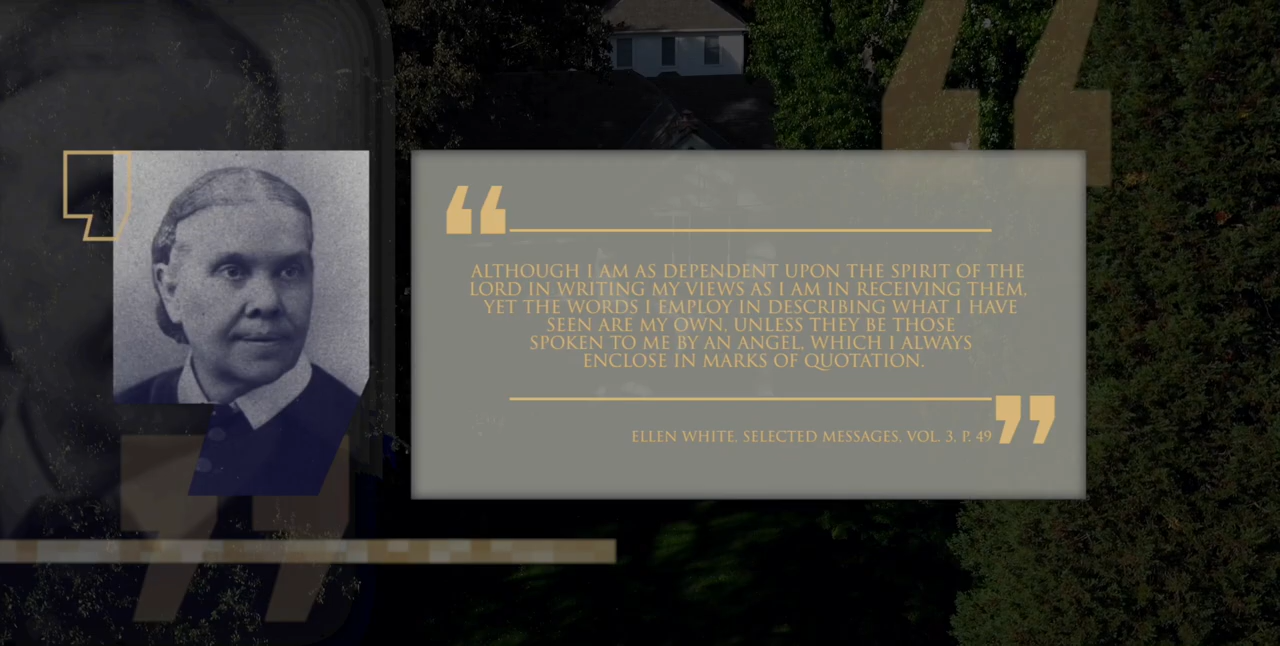 ALTHOUGH I AM AS DEPENDENT UPON THE SPIRIT OF THE
LORD IN WRITING MY VIEWS AS I AM IN RECEIVING THEM,
YET THE WORDS I EMPLOY IN DESCRIBING WHAT I HAVE
SEEN ARE MY OWN, UNLESS THEY BE THOSE
SPOKEN TO ME BY AN ANGEL, WHICH I ALWAYS
ENCLOSE IN MARKS OF QUOTATION.
ELLEN WHITE. SELECTED MESSAGES, VOL. 3, P. 49